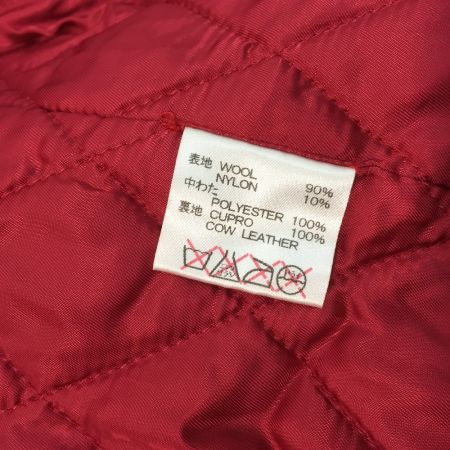 表地 WOOL 90%
NYLON 10%
中わた
POLYESTER 100%
裏地 CUPRO 100%
COW LEATHER